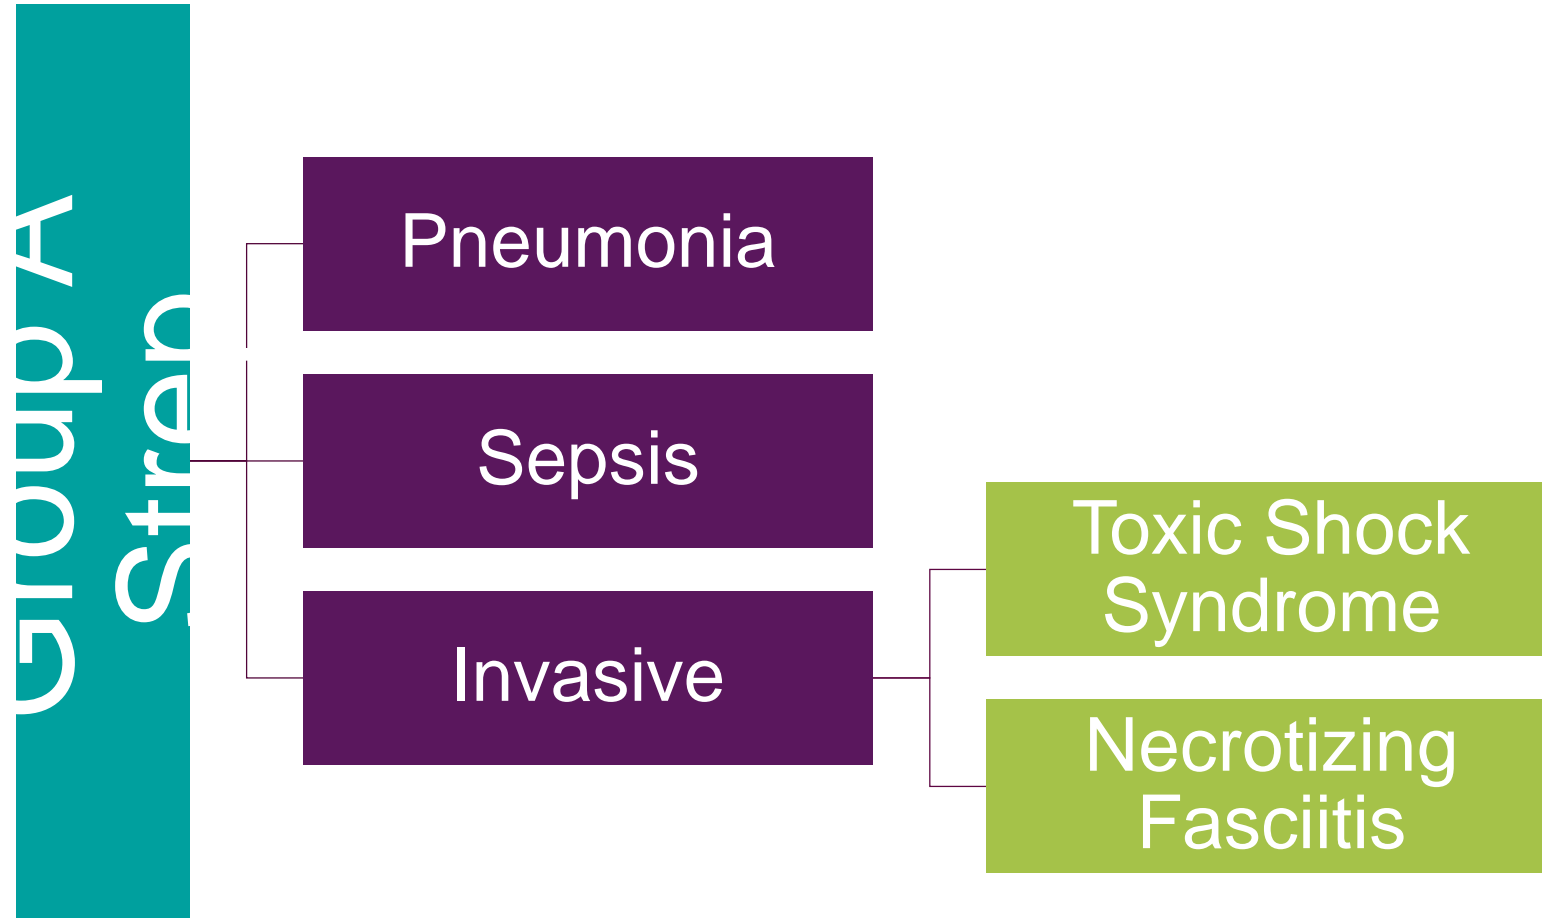 Group A
Strep
Pneumonia
Sepsis
Invasive
Toxic Shock
Syndrome
Necrotizing
Fasciitis